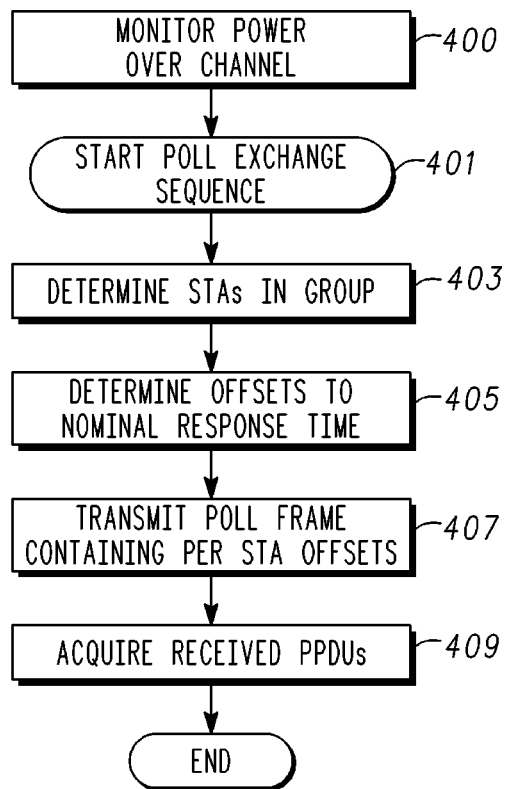 MONITOR POWER
OVER CHANNEL
400
START POLL EXCHANGE
SEQUENCE
401
DETERMINE STAs IN GROUP
403
DETERMINE OFFSETS TO
NOMINAL RESPONSE TIME
405
TRANSMIT POLL FRAME
CONTAINING PER STA OFFSETS
407
ACQUIRE RECEIVED PPDUs
409
END